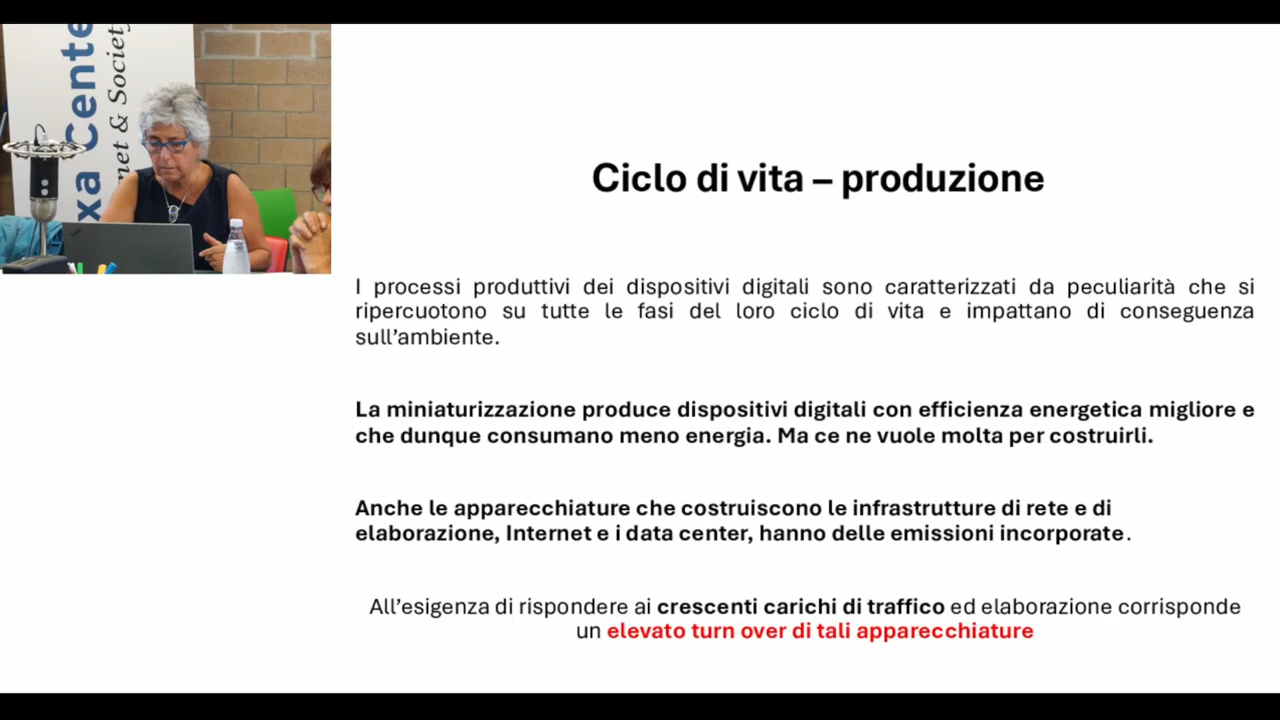 xa Cente
net & Society
Ciclo di vita – produzione
I processi produttivi dei dispositivi digitali sono caratterizzati da peculiarità che si
ripercuotono su tutte le fasi del loro ciclo di vita e impattano di conseguenza
sull’ambiente.
La miniaturizzazione produce dispositivi digitali con efficienza energetica migliore e
che dunque consumano meno energia. Ma ce ne vuole molta per costruirli.
Anche le apparecchiature che costruiscono le infrastrutture di rete e di
elaborazione, Internet e i data center, hanno delle emissioni incorporate.
All’esigenza di rispondere ai crescenti carichi di traffico ed elaborazione corrisponde
un elevato turn over di tali apparecchiature